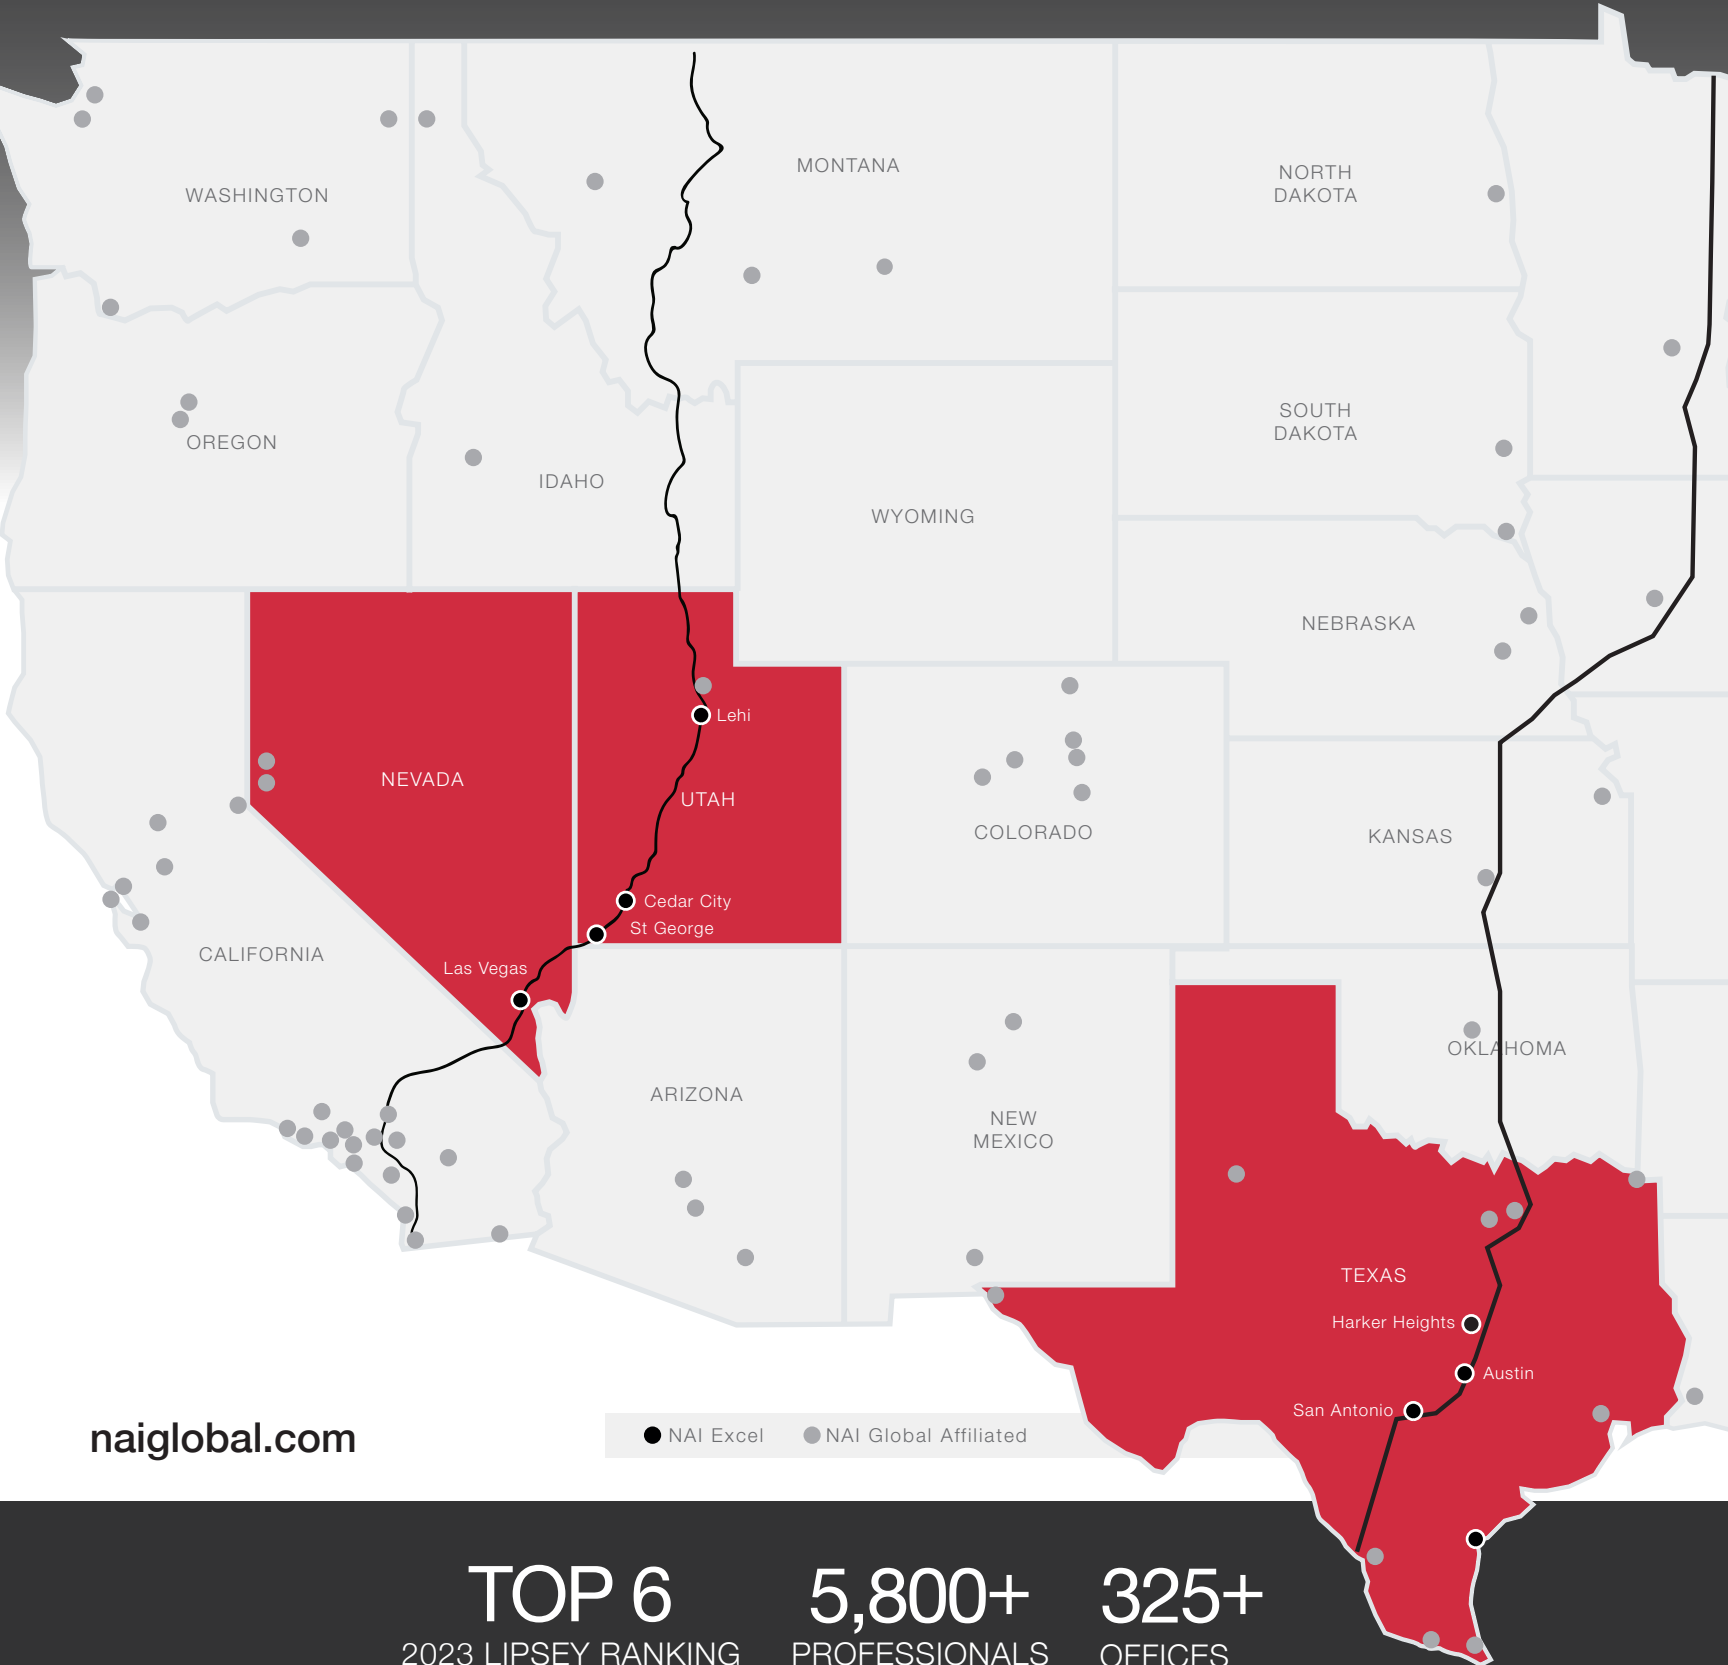 MONTANA
NORTH
DAKOTA
WASHINGTON
SOUTH
DAKOTA
OREGON
IDAHO
WYOMING
NEBRASKA
Lehi
NEVADA
UTAH
COLORADO
KANSAS
Cedar City
St George
CALIFORNIA
Las Vegas
OKLAHOMA
ARIZONA
NEW
MEXICO
TEXAS
Harker Heights
Austin
San Antonio
naiglobal.com
NAI Excel
NAI Global Affiliated
TOP 6
2023 LIPSEY RANKING
5,800+
PROFESSIONALS
325+
OFFICES